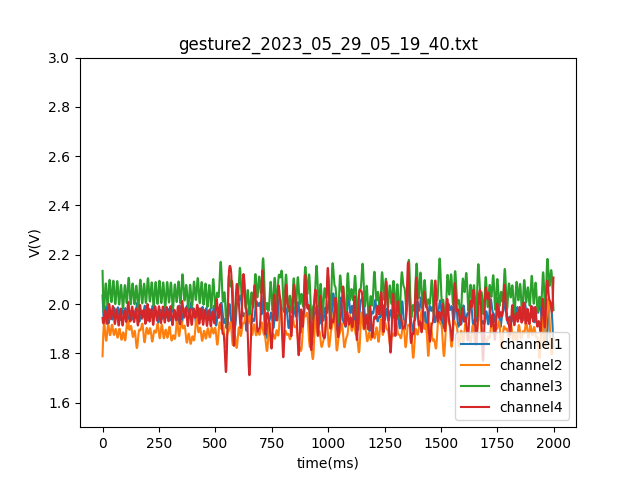 gesture2_2023_05_29_05_19_40.txt
3.0
2.8
2.6
2.4
2.2
2.0
1.8
1.6
V(V)
channel1
channel2
channel3
channel4
0 250 500 750 1000 1250 1500 1750 2000
time(ms)